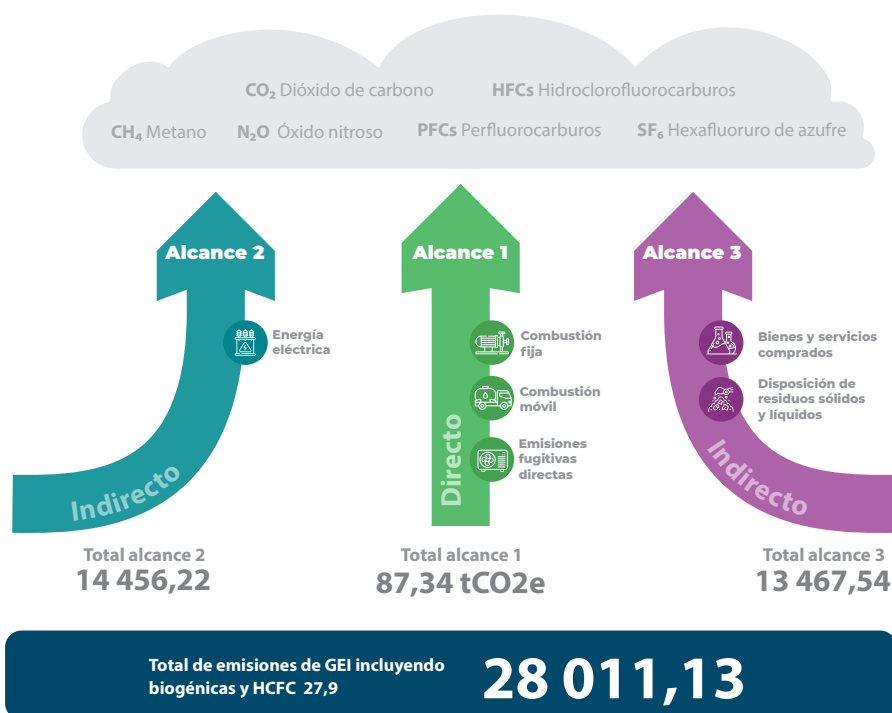 CO₂ Dióxido de carbono
HFCs Hidroclorofluorocarburos
CH₄ Metano
N₂O Óxido nitroso
PFCs Perfluorocarburos
SF₆ Hexafluoruro de azufre
Alcance 2
Energía
eléctrica
Indirecto
Total alcance 2
14 456,22
Alcance 1
Combustión
fija
Combustión
móvil
Emisiones
fugitivas
directas
Directo
Total alcance 1
87,34 tCO2e
Alcance 3
Bienes y servicios
comprados
Disposición de
residuos sólidos
y líquidos
Indirecto
Total alcance 3
13 467,54
Total de emisiones de GEI incluyendo
biogénicas y HCFC 27,9
28 011,13